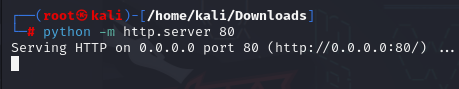 ┌──(root㉿kali)-[/home/kali/Downloads]
└─# python -m http.server 80
Serving HTTP on 0.0.0.0 port 80 (http://0.0.0.0:80/) ...